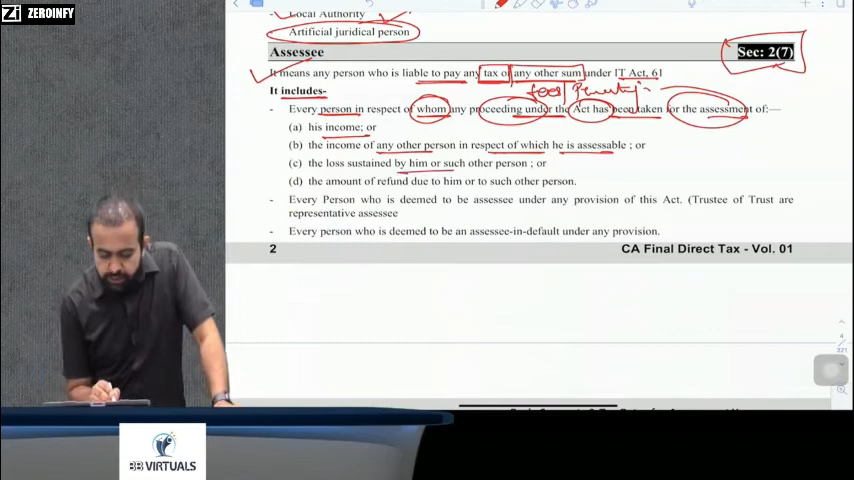 Zi ZEROINFY
- Local Authority
Artificial juridical person
Assessee Sec: 2(7)
It means any person who is liable to pay any tax or any other sum under IT Act, 61
fees / Penalty
It includes-
- Every person in respect of whom any proceeding under the Act has been taken for the assessment of:—
(a) his income; or
(b) the income of any other person in respect of which he is assessable ; or
(c) the loss sustained by him or such other person ; or
(d) the amount of refund due to him or to such other person.
- Every Person who is deemed to be assessee under any provision of this Act. (Trustee of Trust are
representative assessee
- Every person who is deemed to be an assessee-in-default under any provision.
2 CA Final Direct Tax - Vol. 01
4
321
BB VIRTUALS